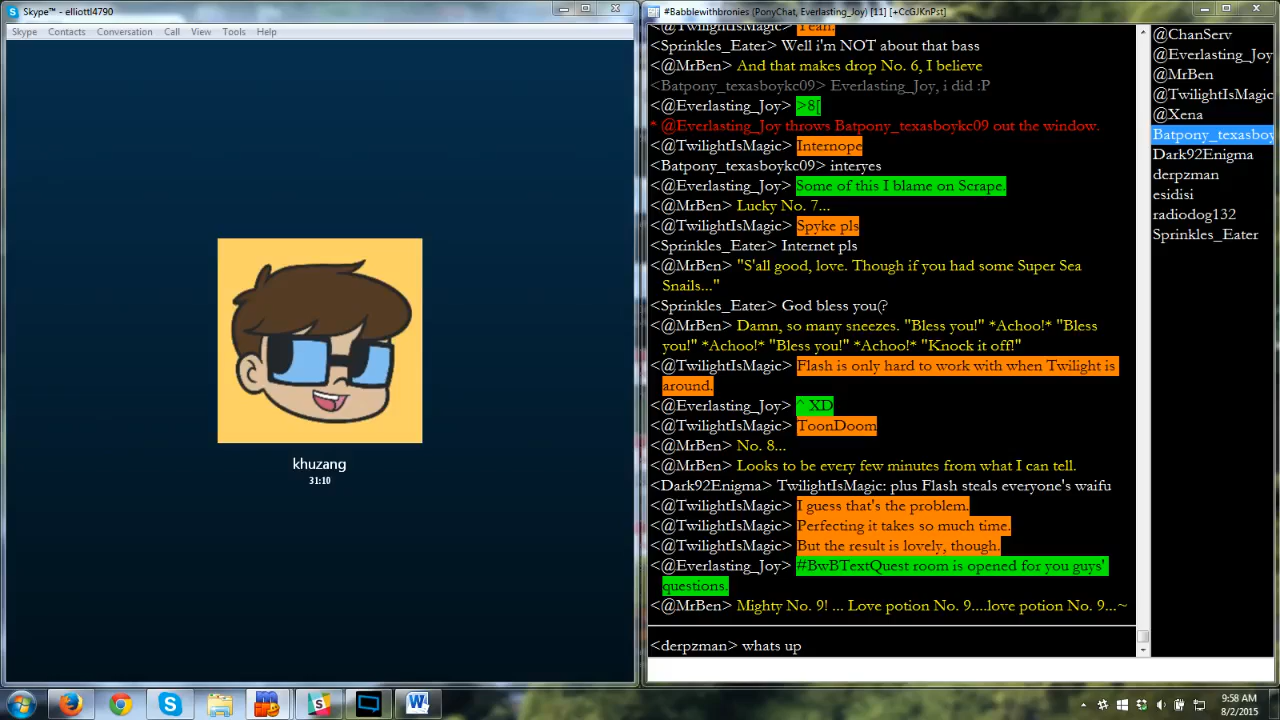 Skype™ - elliottl4790
Skype Contacts Conversation Call View Tools Help
khuzang
31:10
#Babblewithbronies (PonyChat, Everlasting_Joy) [11] [+CcGJKnPst]
<@TwilightIsMagic> Yeah.
<Sprinkles_Eater> Well i'm NOT about that bass
<@MrBen> And that makes drop No. 6, I believe
<Batpony_texasboykc09> Everlasting_Joy, i did :P
<@Everlasting_Joy> >8[
* @Everlasting_Joy throws Batpony_texasboykc09 out the window.
<@TwilightIsMagic> Internope
<Batpony_texasboykc09> interyes
<@Everlasting_Joy> Some of this I blame on Scrape.
<@MrBen> Lucky No. 7...
<@TwilightIsMagic> Spyke pls
<Sprinkles_Eater> Internet pls
<@MrBen> "S'all good, love. Though if you had some Super Sea
Snails..."
<Sprinkles_Eater> God bless you(?
<@MrBen> Damn, so many sneezes. "Bless you!" *Achoo!* "Bless
you!" *Achoo!* "Bless you!" *Achoo!* "Knock it off!"
<@TwilightIsMagic> Flash is only hard to work with when Twilight is
around.
<@Everlasting_Joy> ^ XD
<@TwilightIsMagic> ToonDoom
<@MrBen> No. 8...
<@MrBen> Looks to be every few minutes from what I can tell.
<Dark92Enigma> TwilightIsMagic: plus Flash steals everyone's waifu
<@TwilightIsMagic> I guess that's the problem.
<@TwilightIsMagic> Perfecting it takes so much time.
<@TwilightIsMagic> But the result is lovely, though.
<@Everlasting_Joy> #BwBTextQuest room is opened for you guys'
questions.
<@MrBen> Mighty No. 9! ... Love potion No. 9....love potion No. 9...~
<derpzman> whats up
@ChanServ
@Everlasting_Joy
@MrBen
@TwilightIsMagic
@Xena
Batpony_texasboy
Dark92Enigma
derpzman
esidisi
radiodog132
Sprinkles_Eater
9:58 AM
8/2/2015